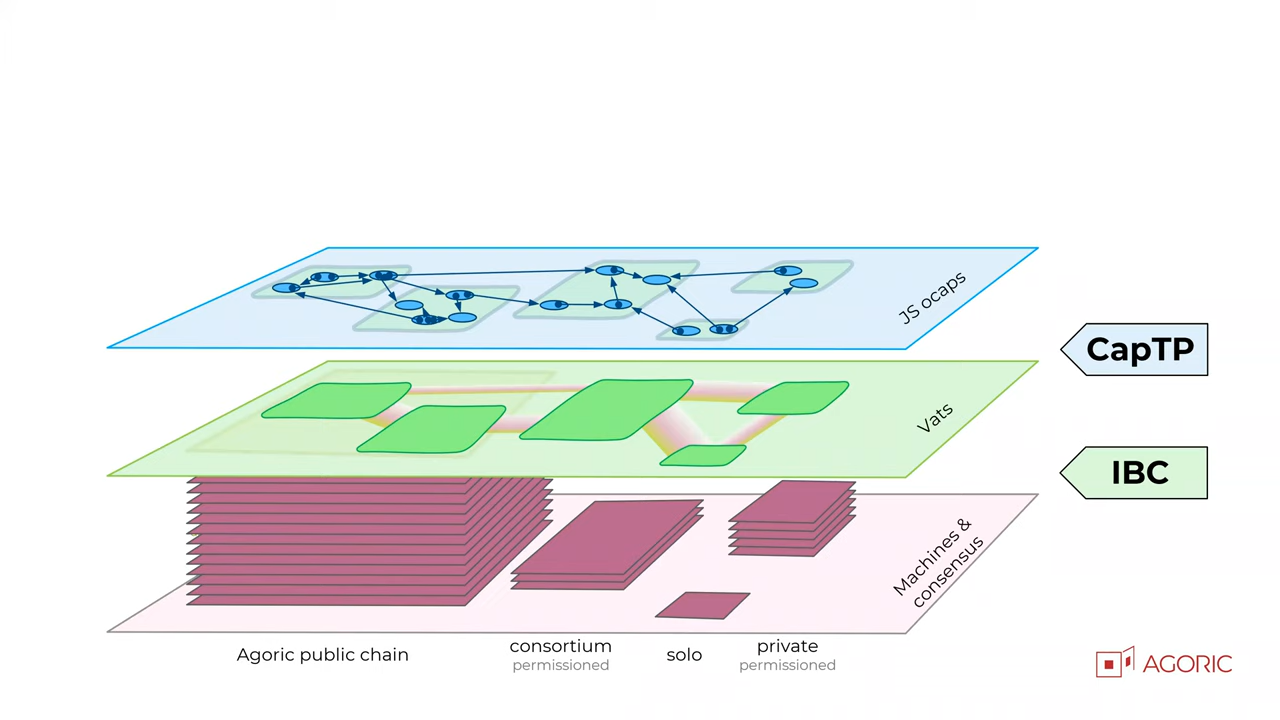 JS ocaps
CapTP
Vats
IBC
Machines &
consensus
Agoric public chain
consortium
permissioned
solo
private
permissioned
AGORIC